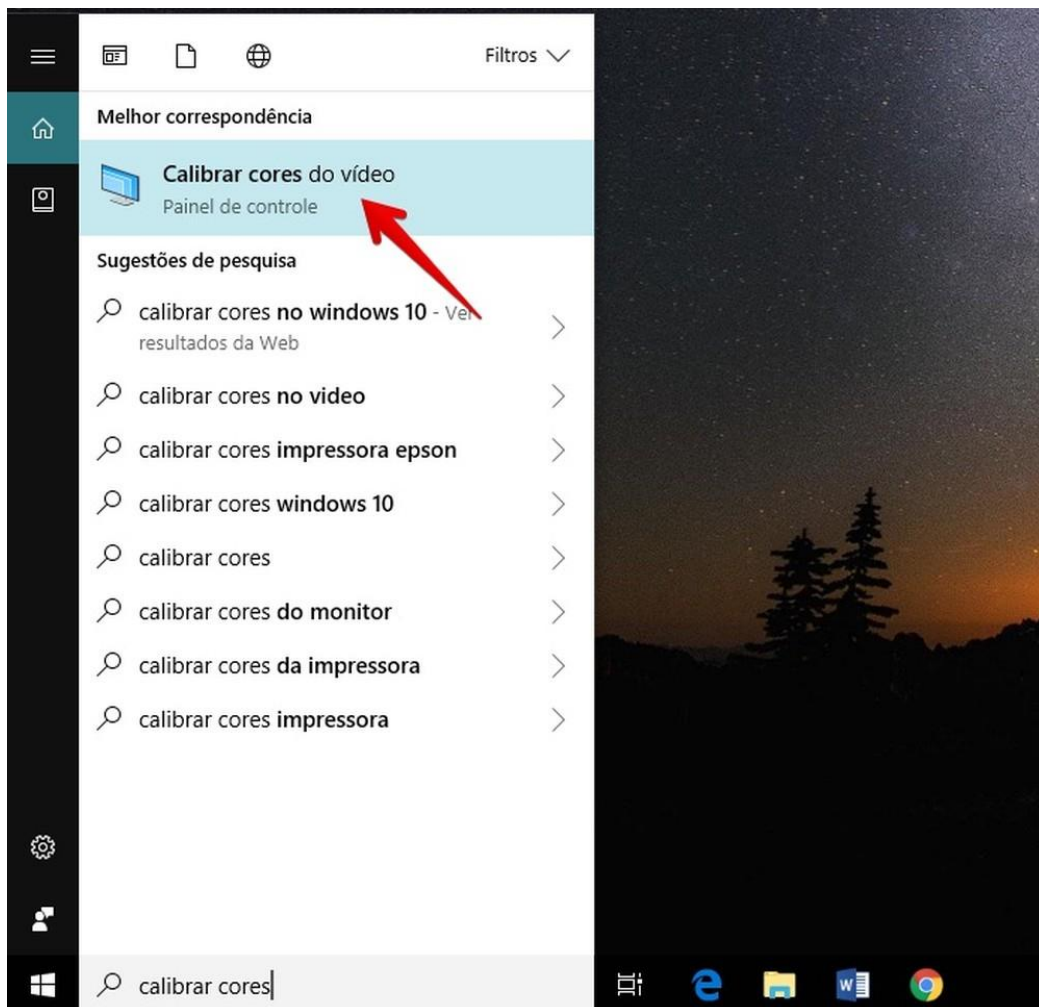 Filtros
Melhor correspondência
Calibrar cores do vídeo
Painel de controle
Sugestões de pesquisa
calibrar cores no windows 10 - Ver
resultados da Web
calibrar cores no video
calibrar cores impressora epson
calibrar cores windows 10
calibrar cores
calibrar cores do monitor
calibrar cores da impressora
calibrar cores impressora
calibrar cores